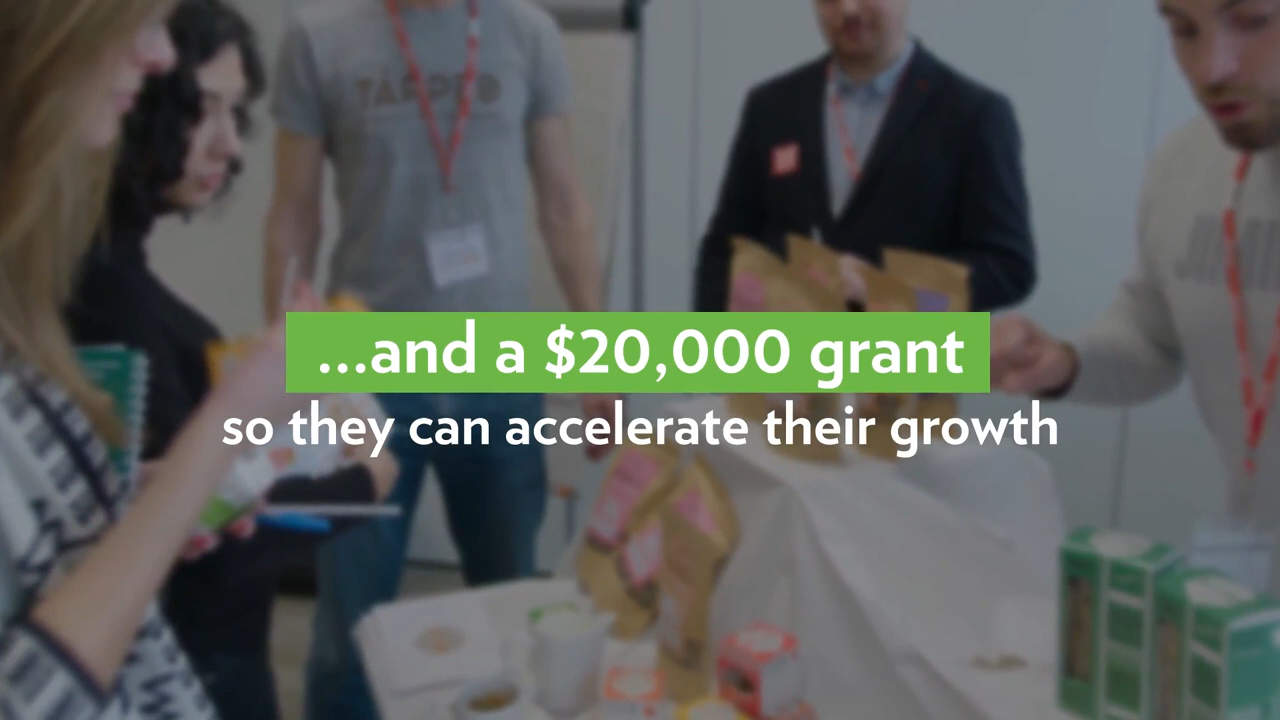 ...and a $20,000 grant
so they can accelerate their growth